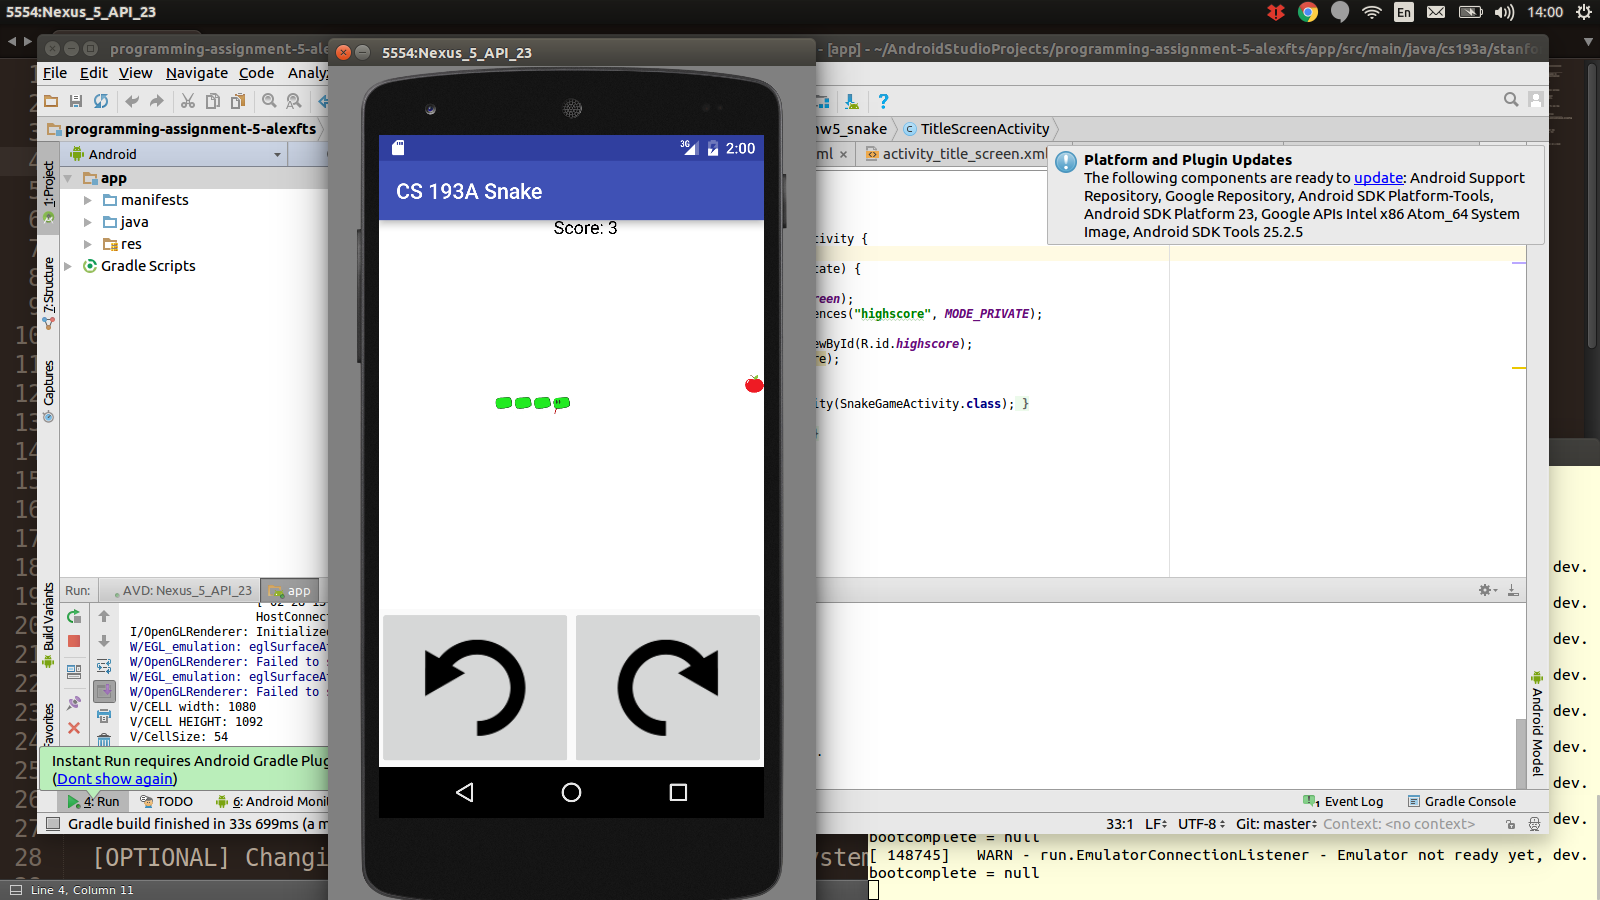 5554:Nexus_5_API_23
En
14:00
programming-assignment-5-ale
5554:Nexus_5_API_23
- [app] - ~/AndroidStudioProjects/programming-assignment-5-alexfts/app/src/main/java/cs193a/stanfo
File Edit View Navigate Code Analy
programming-assignment-5-alexfts
nw5_snake
TitleScreenActivity
Android
ml
activity_title_screen.xml
Platform and Plugin Updates
The following components are ready to update: Android Support
Repository, Google Repository, Android SDK Platform-Tools,
Android SDK Platform 23, Google APIs Intel x86 Atom_64 System
Image, Android SDK Tools 25.2.5
1: Project
7: Structure
Captures
Build Variants
Favorites
app
manifests
java
res
Gradle Scripts
3G
2:00
CS 193A Snake
Score: 3
tivity {
tate) {
reen);
ences("highscore", MODE_PRIVATE);
ewById(R.id.highscore);
re);
ity(SnakeGameActivity.class); }
}
Run:
AVD: Nexus_5_API_23
app
HostConnect
I/OpenGLRenderer: Initialized
W/EGL_emulation: eglSurfaceA
W/OpenGLRenderer: Failed to s
W/EGL_emulation: eglSurfaceA
W/OpenGLRenderer: Failed to s
V/CELL width: 1080
V/CELL HEIGHT: 1092
V/CellSize: 54
Instant Run requires Android Gradle Plug
(Dont show again)
4: Run
TODO
6: Android Monit
Event Log
Gradle Console
Android Model
Gradle build finished in 33s 699ms (a m
33:1
LF
UTF-8
Git: master
Context: <no context>
10
11
12
13
14
15
16
17
18
19
20
21
22
23
24
25
26
27
28
[OPTIONAL] Changi
ystem
dev.
dev.
dev.
dev.
dev.
dev.
dev.
dev.
bootcomplete = null
[ 148745]   WARN - run.EmulatorConnectionListener - Emulator not ready yet, dev.
bootcomplete = null
Line 4, Column 11